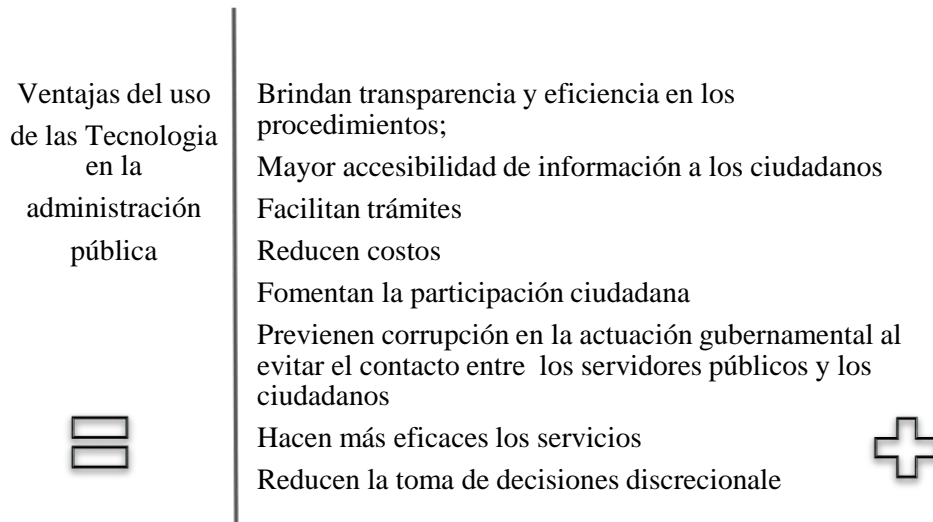 Ventajas del uso
de las Tecnologia
en la
administración
pública
Brindan transparencia y eficiencia en los
procedimientos;
Mayor accesibilidad de información a los ciudadanos
Facilitan trámites
Reducen costos
Fomentan la participación ciudadana
Previenen corrupción en la actuación gubernamental al
evitar el contacto entre los servidores públicos y los
ciudadanos
Hacen más eficaces los servicios
Reducen la toma de decisiones discrecionale